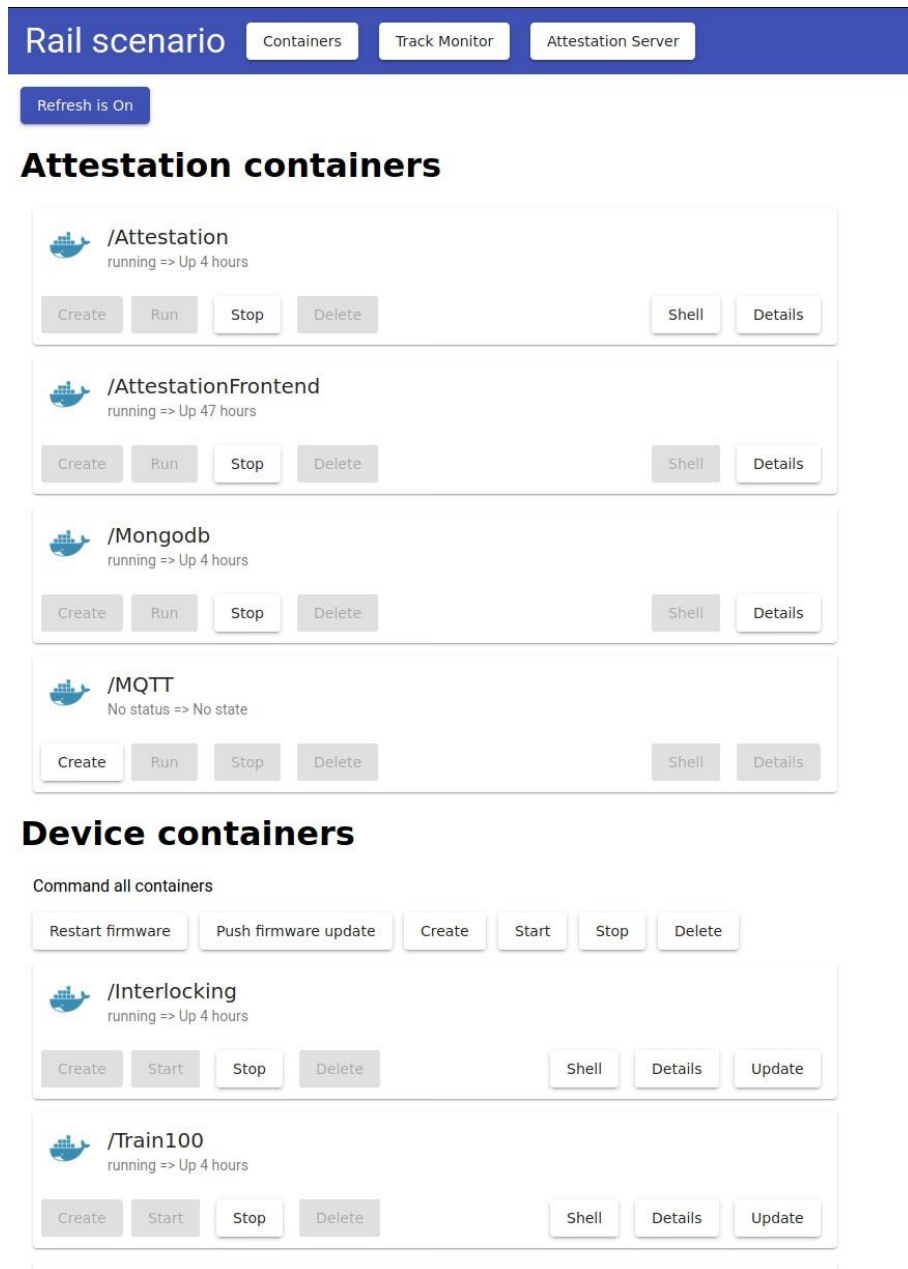 Rail scenario Containers Track Monitor Attestation Server
Refresh is On
Attestation containers
/Attestation
running => Up 4 hours
Create Run Stop Delete Shell Details
/AttestationFrontend
running => Up 47 hours
Create Run Stop Delete Shell Details
/Mongodb
running => Up 4 hours
Create Run Stop Delete Shell Details
/MQTT
No status => No state
Create Run Stop Delete Shell Details
Device containers
Command all containers
Restart firmware Push firmware update Create Start Stop Delete
/Interlocking
running => Up 4 hours
Create Start Stop Delete Shell Details Update
/Train100
running => Up 4 hours
Create Start Stop Delete Shell Details Update